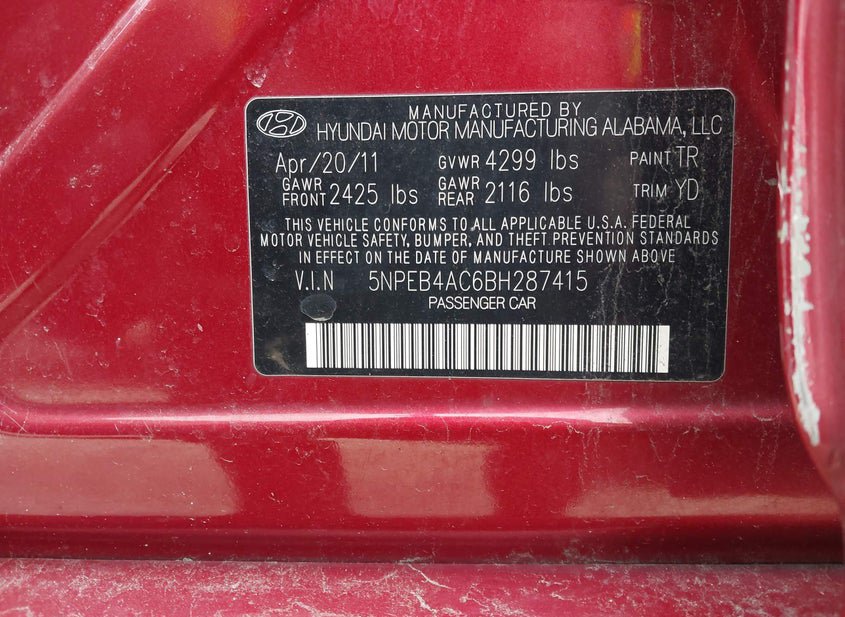 MANUFACTURED BY
HYUNDAI MOTOR MANUFACTURING ALABAMA, LLC
Apr/20/11 GVWR 4299 lbs PAINT TR
GAWR FRONT 2425 lbs GAWR REAR 2116 lbs TRIM YD
THIS VEHICLE CONFORMS TO ALL APPLICABLE U.S.A. FEDERAL
MOTOR VEHICLE SAFETY, BUMPER, AND THEFT PREVENTION STANDARDS
IN EFFECT ON THE DATE OF MANUFACTURE SHOWN ABOVE
V.I.N 5NPEB4AC6BH287415
PASSENGER CAR